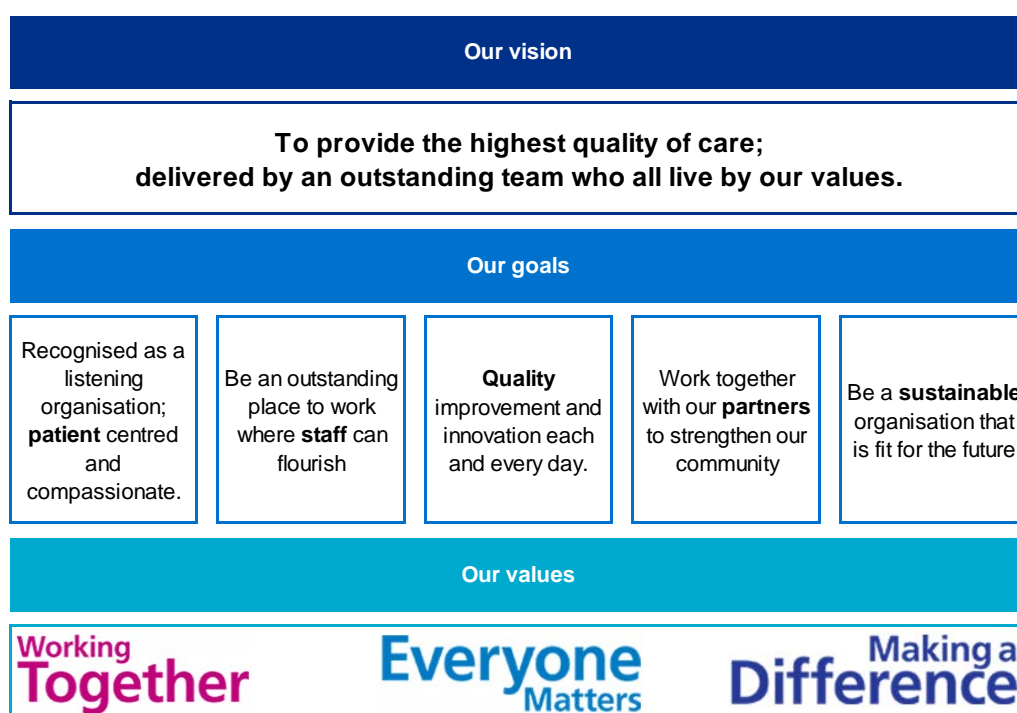 Our vision
To provide the highest quality of care;
delivered by an outstanding team who all live by our values.
Our goals
Recognised as a
listening
organisation;
patient centred
and
compassionate.
Be an outstanding
place to work
where staff can
flourish
Quality
improvement and
innovation each
and every day.
Work together
with our partners
to strengthen our
community
Be a sustainable
organisation that
is fit for the future
Our values
Working
Together
Everyone
Matters
Making a
Difference